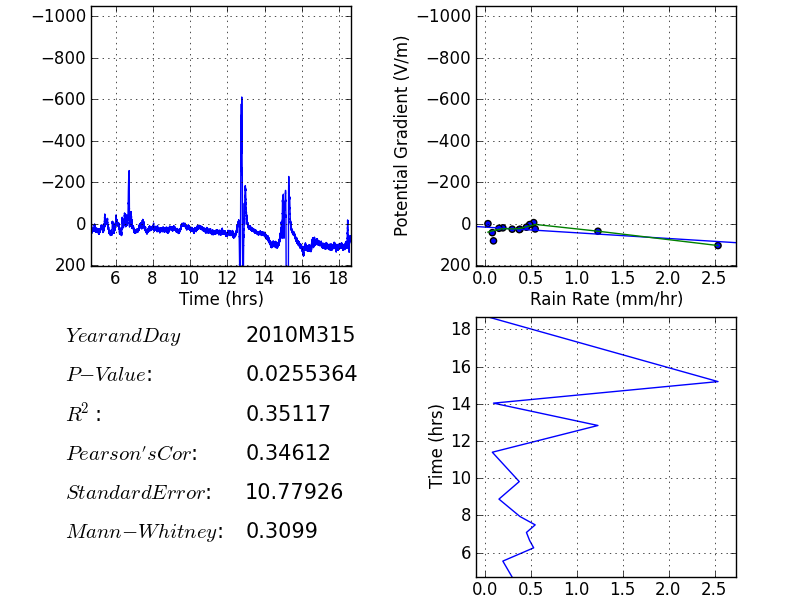 −1000
−800
−600
−400
−200
0
200
6 8 10 12 14 16 18
Time (hrs)
Potential Gradient (V/m)
−1000
−800
−600
−400
−200
0
200
0.0 0.5 1.0 1.5 2.0 2.5
Rain Rate (mm/hr)
YearandDay 2010M315
P−Value: 0.0255364
R² : 0.35117
Pearson'sCor: 0.34612
StandardError: 10.77926
Mann−Whitney: 0.3099
Time (hrs)
18
16
14
12
10
8
6
0.0 0.5 1.0 1.5 2.0 2.5